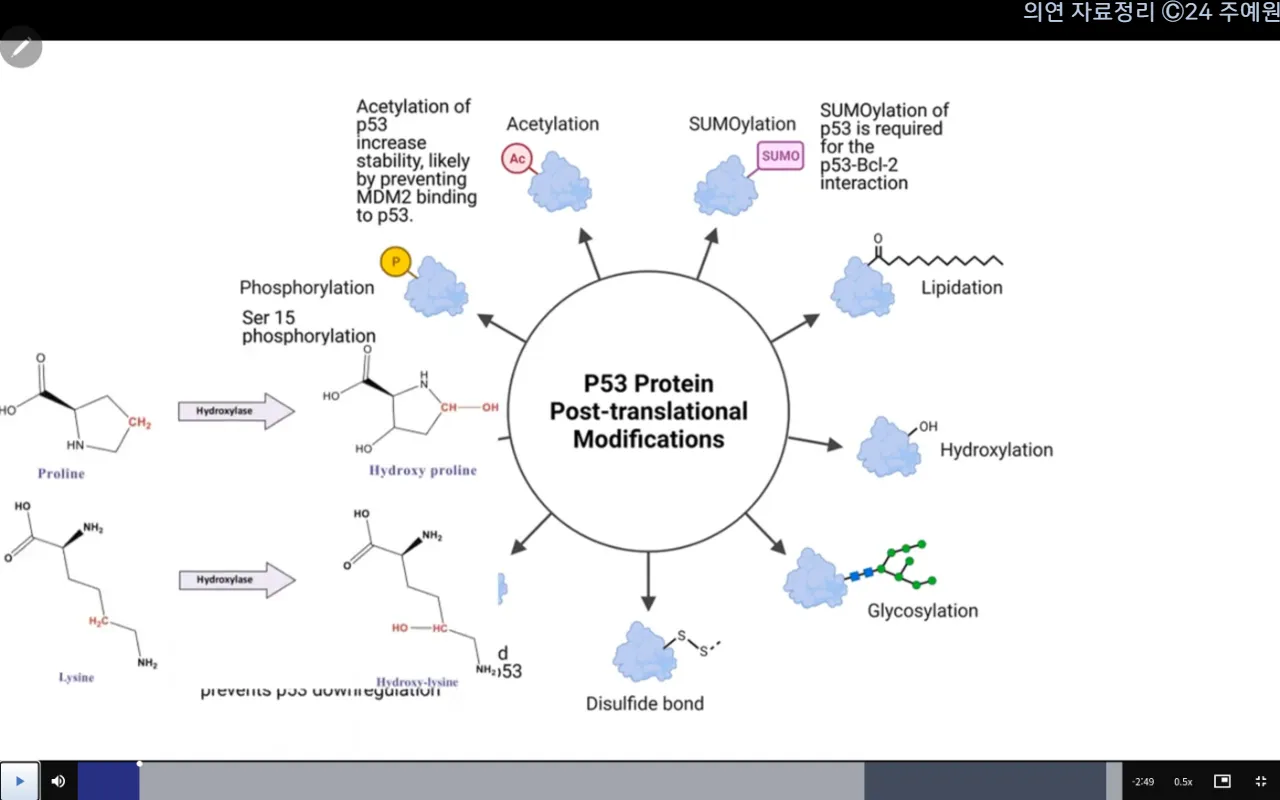 의연 자료정리 ©24 주예원
Acetylation of
p53
increase
stability, likely
by preventing
MDM2 binding
to p53.
Acetylation
Ac
SUMOylation
SUMO
SUMOylation of
p53 is required
for the
p53-Bcl-2
interaction
P
Phosphorylation
Ser 15
phosphorylation
O
Lipidation
P53 Protein
Post-translational
Modifications
O
HO
CH₂
HN
Proline
Hydroxylase
O
HO
H
N
CH
OH
HO
Hydroxy proline
OH
Hydroxylation
HO
NH₂
O
H₂C
NH₂
Lysine
Hydroxylase
HO
NH₂
O
HO
HC
NH₂
Hydroxy-lysine
Glycosylation
S
S
Disulfide bond
d
53
prevents p53 downregulation
-2:49
0.5x